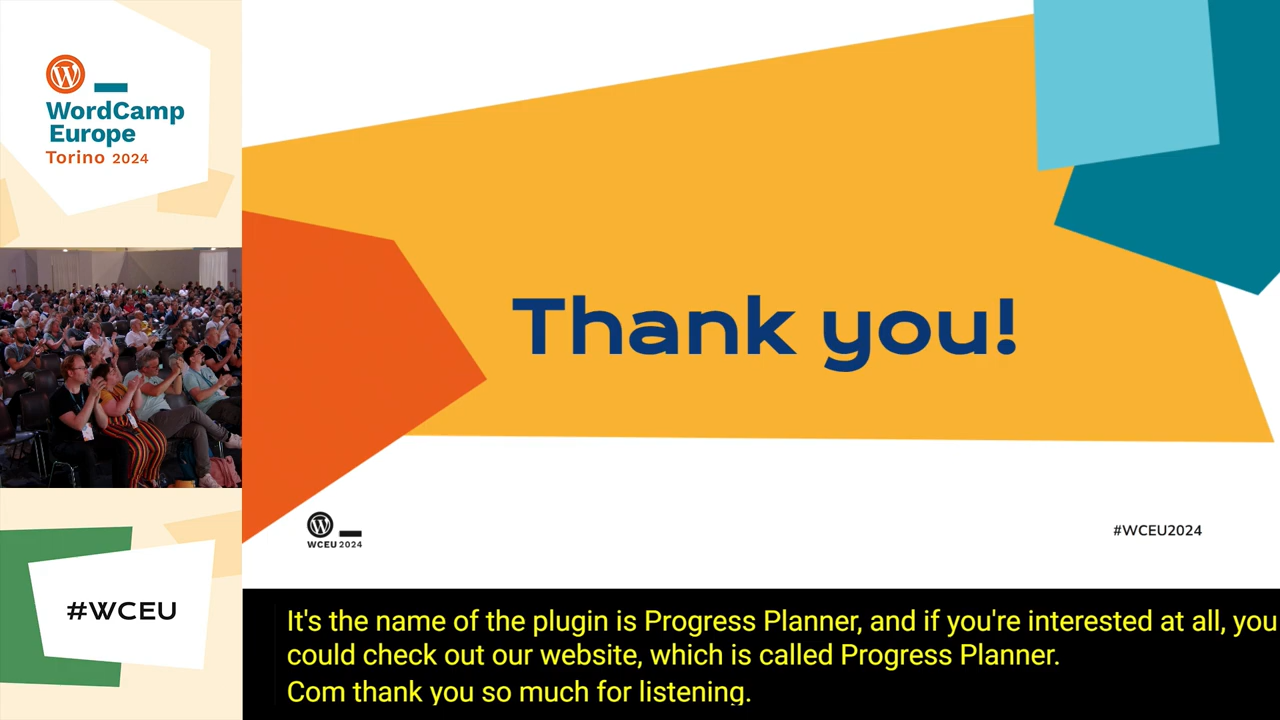 WordCamp
Europe
Torino 2024
Thank you!
WCEU 2024
#WCEU2024
#WCEU
It's the name of the plugin is Progress Planner, and if you're interested at all, you
could check out our website, which is called Progress Planner.
Com thank you so much for listening.